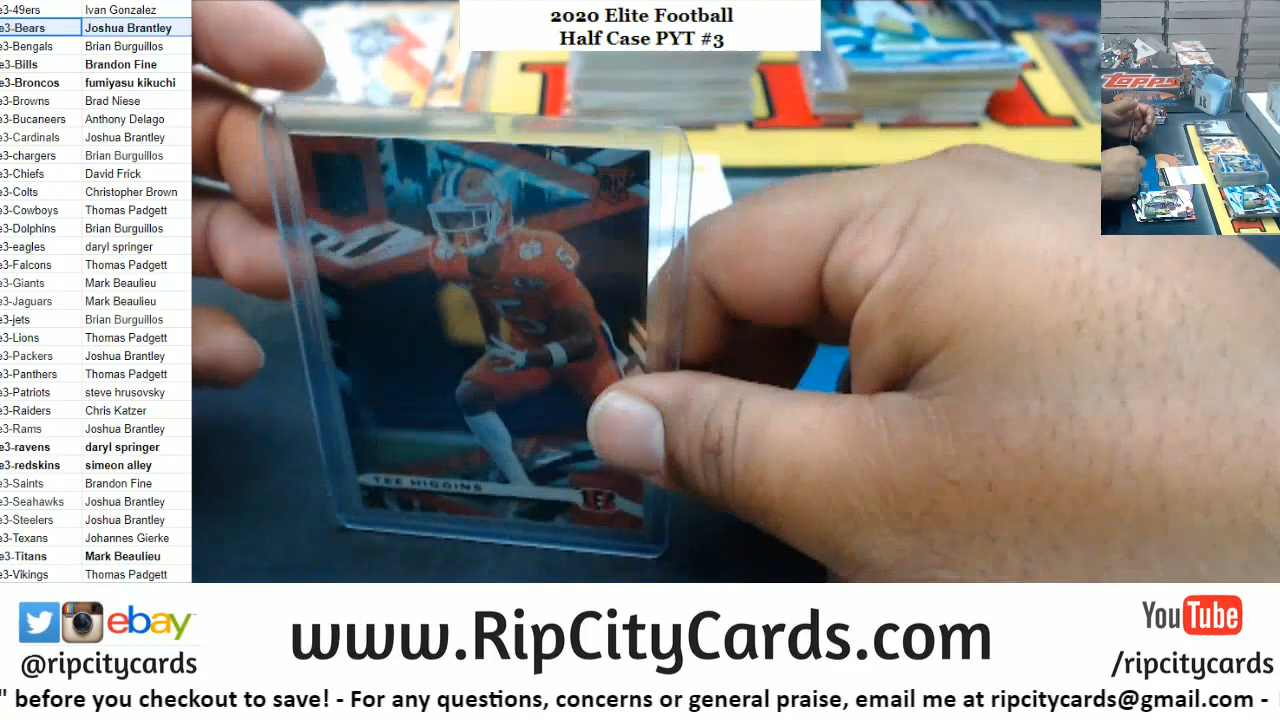 e3-49ers Ivan Gonzalez
e3-Bears Joshua Brantley
e3-Bengals Brian Burguillos
e3-Bills Brandon Fine
e3-Broncos fumiyasu kikuchi
e3-Browns Brad Niese
e3-Bucaneers Anthony Delago
e3-Cardinals Joshua Brantley
e3-chargers Brian Burguillos
e3-Chiefs David Frick
e3-Colts Christopher Brown
e3-Cowboys Thomas Padgett
e3-Dolphins Brian Burguillos
e3-eagles daryl springer
e3-Falcons Thomas Padgett
e3-Giants Mark Beaulieu
e3-Jaguars Mark Beaulieu
e3-jets Brian Burguillos
e3-Lions Thomas Padgett
e3-Packers Joshua Brantley
e3-Panthers Thomas Padgett
e3-Patriots steve hrusovsky
e3-Raiders Chris Katzer
e3-Rams Joshua Brantley
e3-ravens daryl springer
e3-redskins simeon alley
e3-Saints Brandon Fine
e3-Seahawks Joshua Brantley
e3-Steelers Joshua Brantley
e3-Texans Johannes Gierke
e3-Titans Mark Beaulieu
e3-Vikings Thomas Padgett
2020 Elite Football
Half Case PYT #3
TOPPS
RC
5
TEE HIGGINS
ebay
@ripcitycards
www.RipCityCards.com
YouTube
/ripcitycards
" before you checkout to save! - For any questions, concerns or general praise, email me at ripcitycards@gmail.com -